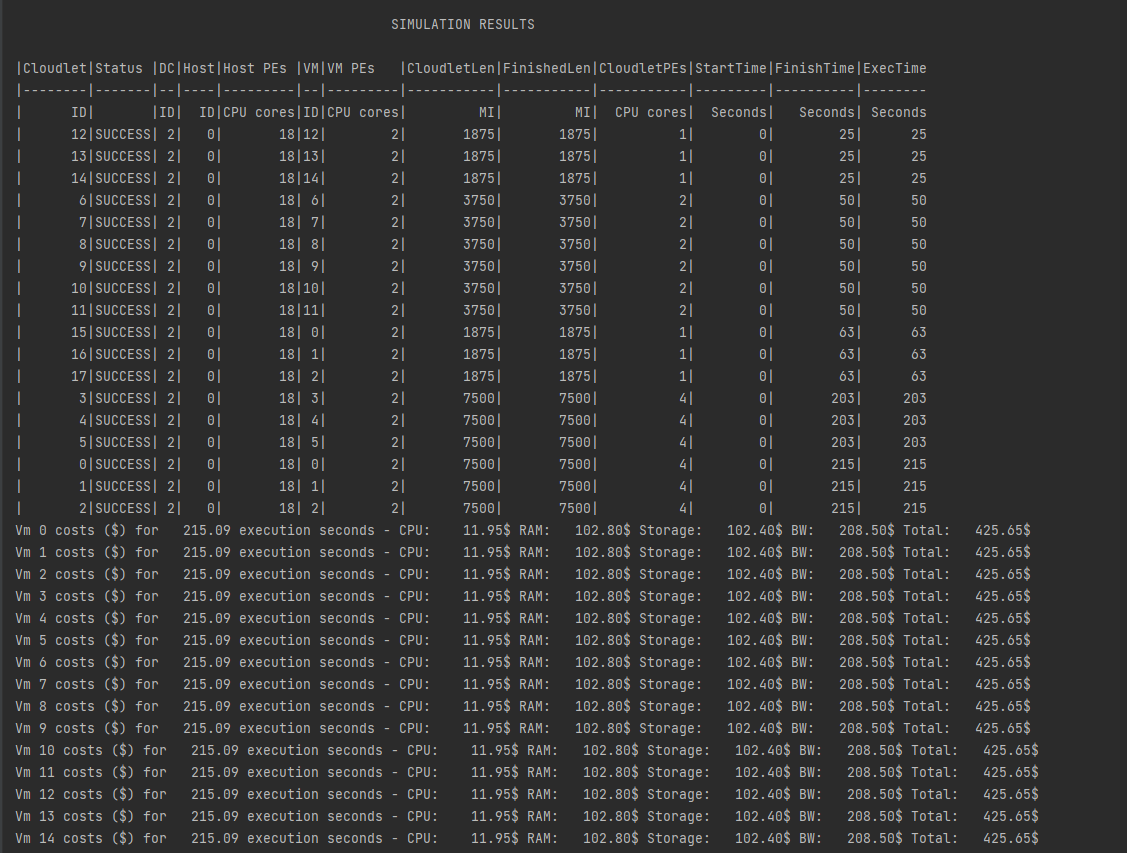 SIMULATION RESULTS
|Cloudlet|Status |DC|Host|Host PEs |VM|VM PEs   |CloudletLen|FinishedLen|CloudletPEs|StartTime|FinishTime|ExecTime
|--------|-------|--|----|---------|--|---------|-----------|-----------|-----------|---------|----------|--------
|      ID|       |ID|  ID|CPU cores|ID|CPU cores|         MI|         MI|  CPU cores|  Seconds|   Seconds| Seconds
|      12|SUCCESS| 2|   0|       18|12|        2|       1875|       1875|          1|        0|        25|      25
|      13|SUCCESS| 2|   0|       18|13|        2|       1875|       1875|          1|        0|        25|      25
|      14|SUCCESS| 2|   0|       18|14|        2|       1875|       1875|          1|        0|        25|      25
|       6|SUCCESS| 2|   0|       18| 6|        2|       3750|       3750|          2|        0|        50|      50
|       7|SUCCESS| 2|   0|       18| 7|        2|       3750|       3750|          2|        0|        50|      50
|       8|SUCCESS| 2|   0|       18| 8|        2|       3750|       3750|          2|        0|        50|      50
|       9|SUCCESS| 2|   0|       18| 9|        2|       3750|       3750|          2|        0|        50|      50
|      10|SUCCESS| 2|   0|       18|10|        2|       3750|       3750|          2|        0|        50|      50
|      11|SUCCESS| 2|   0|       18|11|        2|       3750|       3750|          2|        0|        50|      50
|      15|SUCCESS| 2|   0|       18| 0|        2|       1875|       1875|          1|        0|        63|      63
|      16|SUCCESS| 2|   0|       18| 1|        2|       1875|       1875|          1|        0|        63|      63
|      17|SUCCESS| 2|   0|       18| 2|        2|       1875|       1875|          1|        0|        63|      63
|       3|SUCCESS| 2|   0|       18| 3|        2|       7500|       7500|          4|        0|       203|     203
|       4|SUCCESS| 2|   0|       18| 4|        2|       7500|       7500|          4|        0|       203|     203
|       5|SUCCESS| 2|   0|       18| 5|        2|       7500|       7500|          4|        0|       203|     203
|       0|SUCCESS| 2|   0|       18| 0|        2|       7500|       7500|          4|        0|       215|     215
|       1|SUCCESS| 2|   0|       18| 1|        2|       7500|       7500|          4|        0|       215|     215
|       2|SUCCESS| 2|   0|       18| 2|        2|       7500|       7500|          4|        0|       215|     215
Vm 0 costs ($) for   215.09 execution seconds - CPU:    11.95$ RAM:   102.80$ Storage:   102.40$ BW:   208.50$ Total:   425.65$
Vm 1 costs ($) for   215.09 execution seconds - CPU:    11.95$ RAM:   102.80$ Storage:   102.40$ BW:   208.50$ Total:   425.65$
Vm 2 costs ($) for   215.09 execution seconds - CPU:    11.95$ RAM:   102.80$ Storage:   102.40$ BW:   208.50$ Total:   425.65$
Vm 3 costs ($) for   215.09 execution seconds - CPU:    11.95$ RAM:   102.80$ Storage:   102.40$ BW:   208.50$ Total:   425.65$
Vm 4 costs ($) for   215.09 execution seconds - CPU:    11.95$ RAM:   102.80$ Storage:   102.40$ BW:   208.50$ Total:   425.65$
Vm 5 costs ($) for   215.09 execution seconds - CPU:    11.95$ RAM:   102.80$ Storage:   102.40$ BW:   208.50$ Total:   425.65$
Vm 6 costs ($) for   215.09 execution seconds - CPU:    11.95$ RAM:   102.80$ Storage:   102.40$ BW:   208.50$ Total:   425.65$
Vm 7 costs ($) for   215.09 execution seconds - CPU:    11.95$ RAM:   102.80$ Storage:   102.40$ BW:   208.50$ Total:   425.65$
Vm 8 costs ($) for   215.09 execution seconds - CPU:    11.95$ RAM:   102.80$ Storage:   102.40$ BW:   208.50$ Total:   425.65$
Vm 9 costs ($) for   215.09 execution seconds - CPU:    11.95$ RAM:   102.80$ Storage:   102.40$ BW:   208.50$ Total:   425.65$
Vm 10 costs ($) for   215.09 execution seconds - CPU:    11.95$ RAM:   102.80$ Storage:   102.40$ BW:   208.50$ Total:   425.65$
Vm 11 costs ($) for   215.09 execution seconds - CPU:    11.95$ RAM:   102.80$ Storage:   102.40$ BW:   208.50$ Total:   425.65$
Vm 12 costs ($) for   215.09 execution seconds - CPU:    11.95$ RAM:   102.80$ Storage:   102.40$ BW:   208.50$ Total:   425.65$
Vm 13 costs ($) for   215.09 execution seconds - CPU:    11.95$ RAM:   102.80$ Storage:   102.40$ BW:   208.50$ Total:   425.65$
Vm 14 costs ($) for   215.09 execution seconds - CPU:    11.95$ RAM:   102.80$ Storage:   102.40$ BW:   208.50$ Total:   425.65$